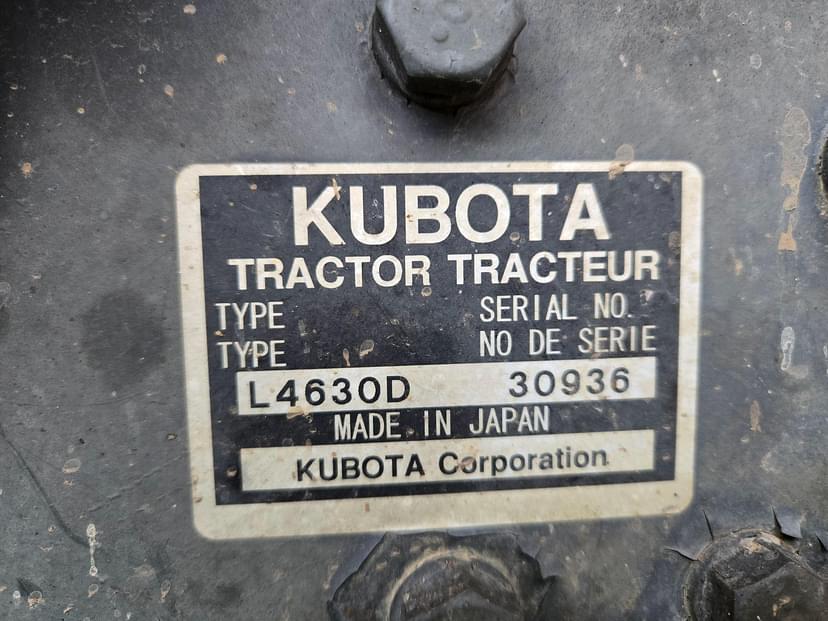 KUBOTA
TRACTOR TRACTEUR
TYPE SERIAL NO.
TYPE NO DE SERIE
L4630D 30936
MADE IN JAPAN
KUBOTA Corporation